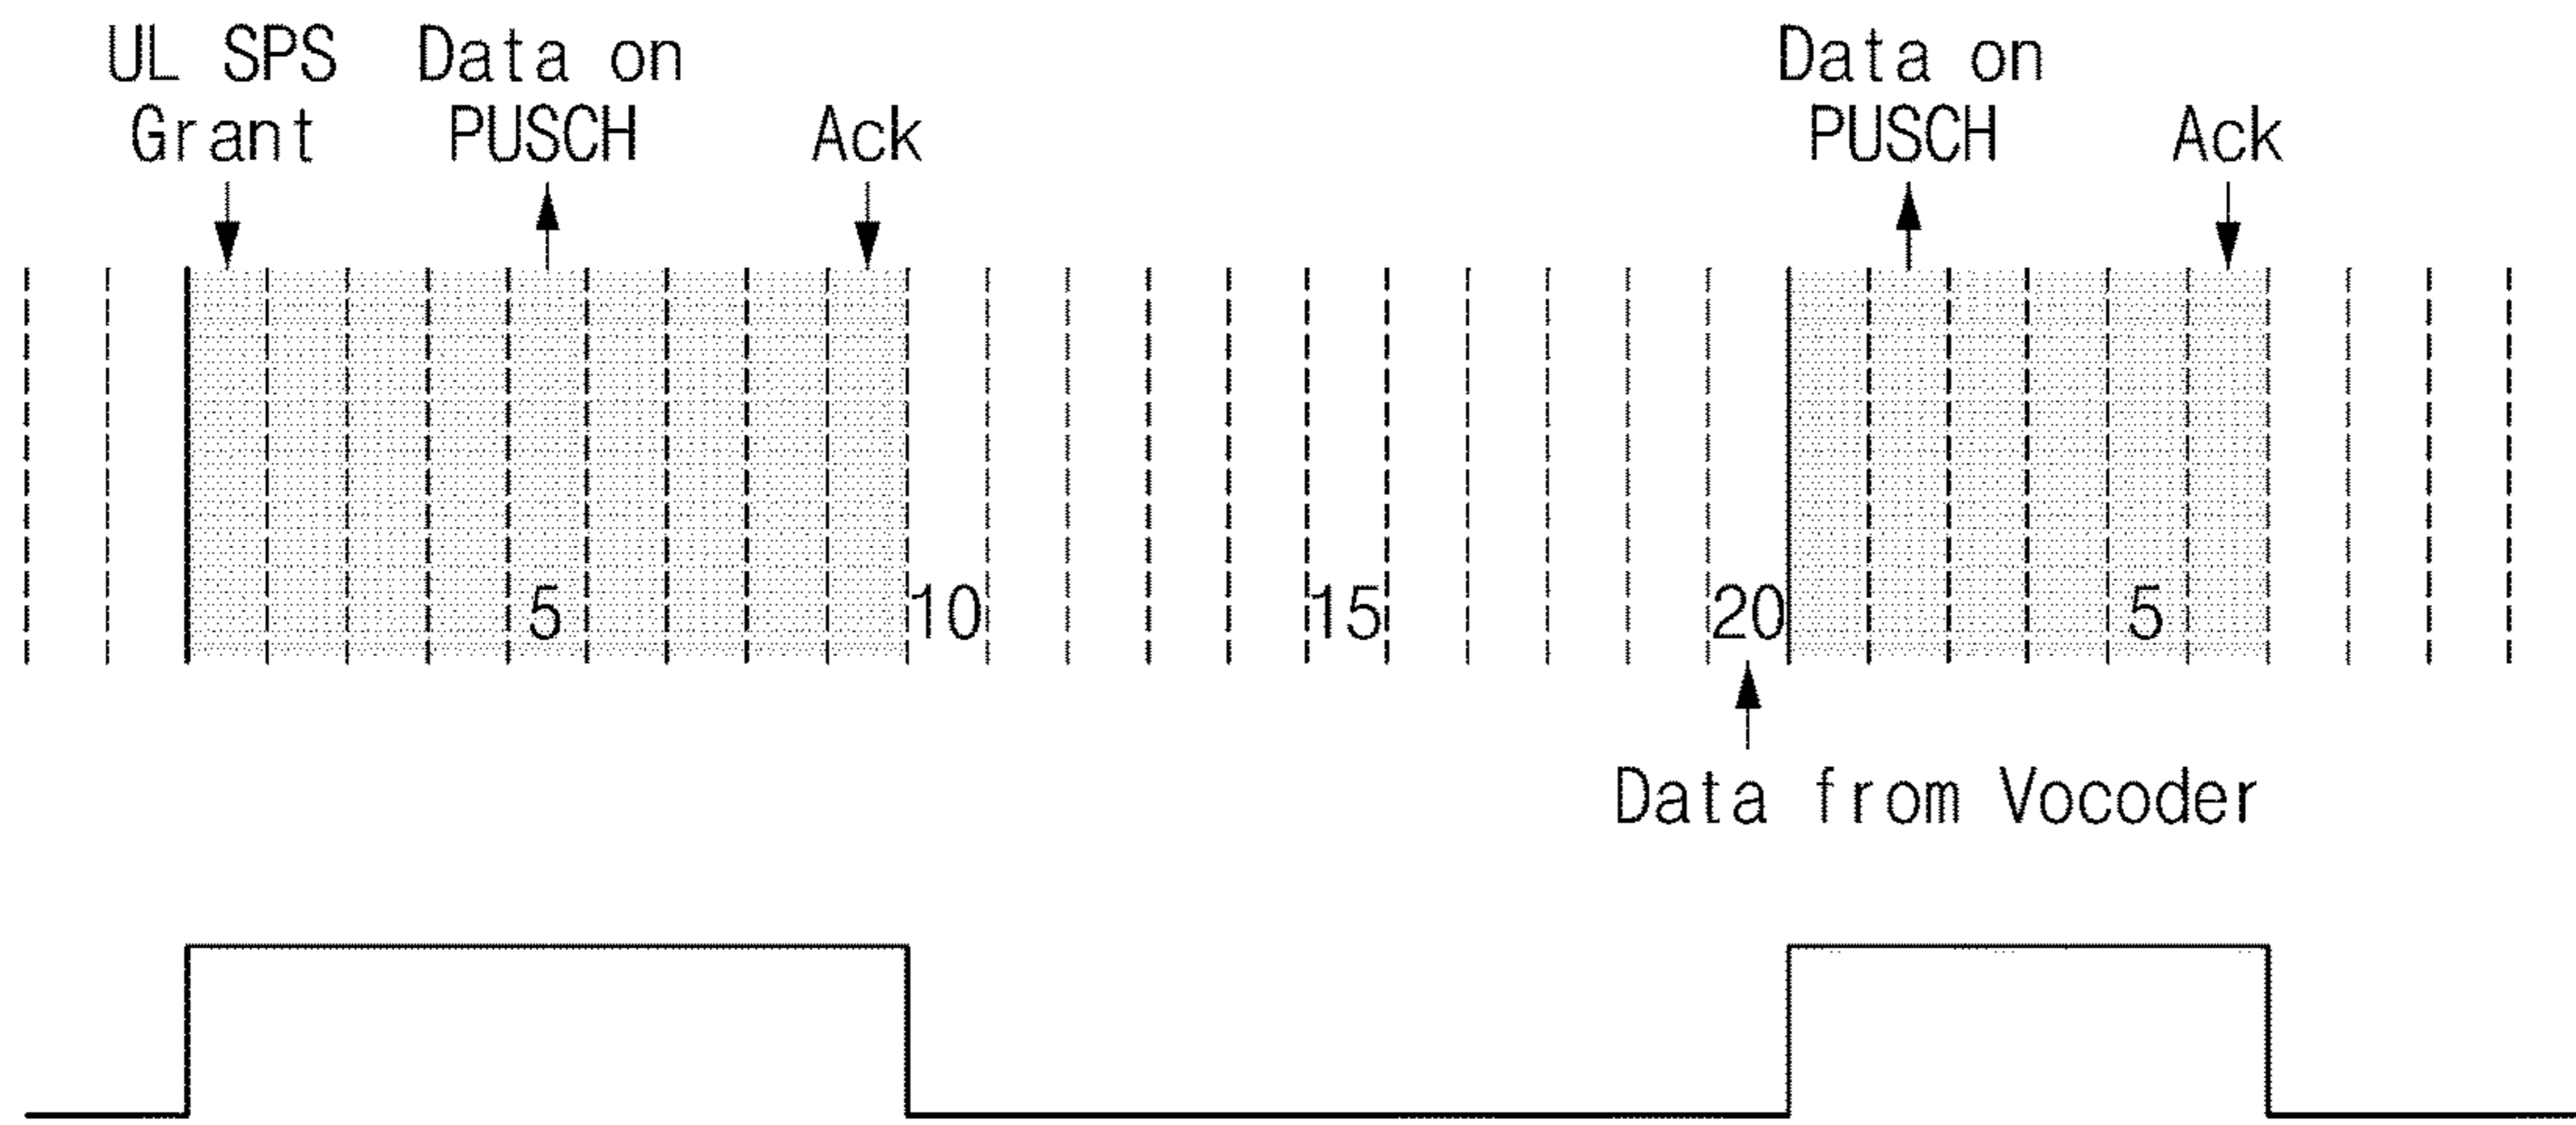 UL SPS
Grant
Data on
PUSCH
Ack
Data on
PUSCH
Ack
5
10
15
20
5
Data from Vocoder